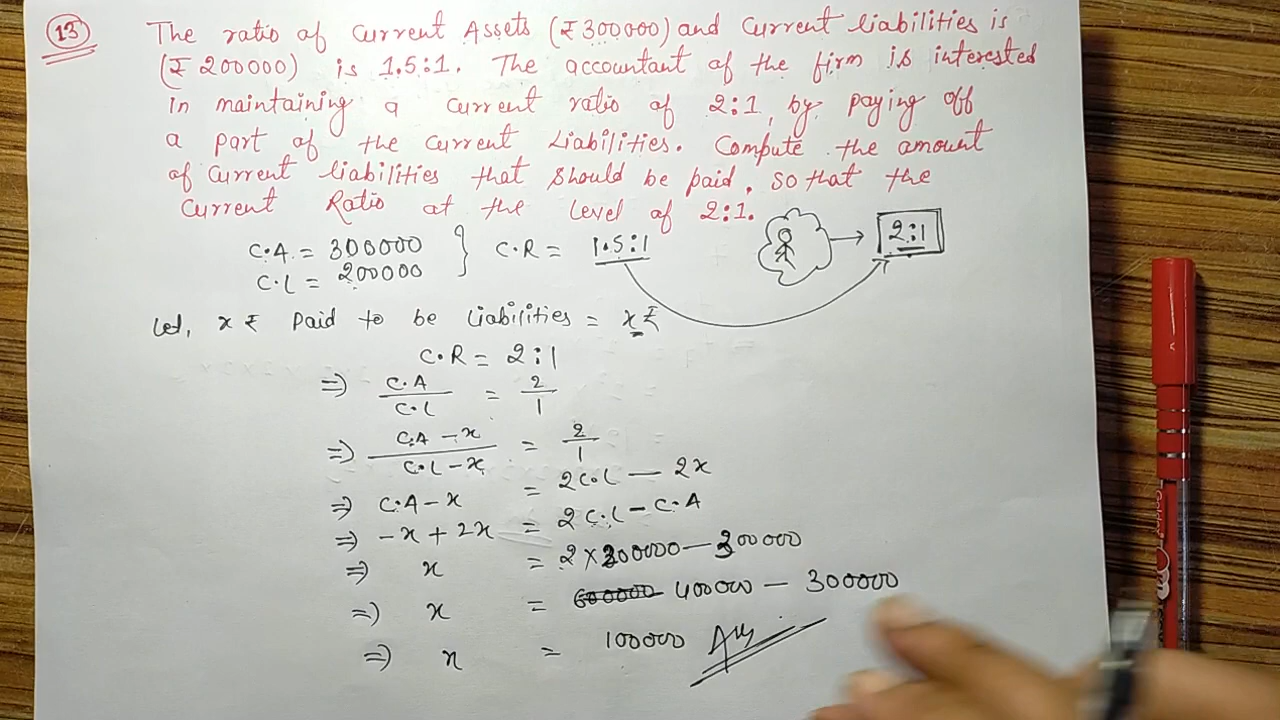 13
The ratio of Current Assets (₹ 300000) and Current liabilities is
(₹ 200000) is 1.5:1. The accountant of the firm is interested
in maintaining a current ratio of 2:1, by paying off
a part of the current Liabilities. Compute the amount
of current liabilities that should be paid, so that the
Current Ratio at the level of 2:1.
C.A. = 300000 } C.R = 1.5:1
C.L = 200000
2:1
Let, x ₹ Paid to be liabilities = x ₹
C.R = 2:1
⇒ C.A / C.L = 2/1
⇒ C.A - x / C.L - x = 2/1
⇒ C.A - x = 2C.L - 2x
⇒ -x + 2x = 2C.L - C.A
⇒ x = 2×200000 - 300000
⇒ x = 600000 400000 - 300000
⇒ x = 100000 Ans